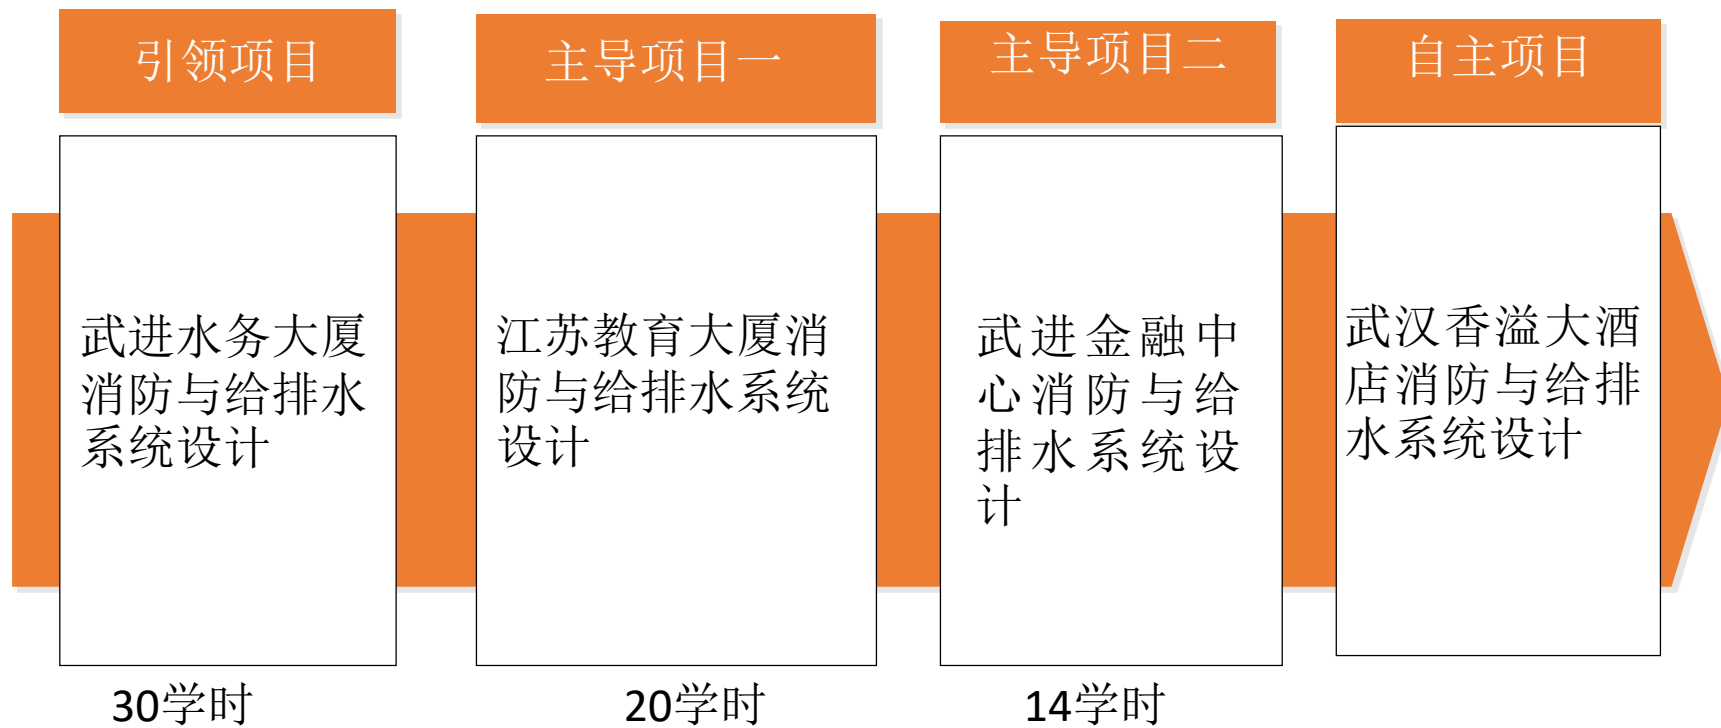 引领项目
主导项目一
主导项目二
自主项目
武进水务大厦
消防与给排水
系统设计
江苏教育大厦消
防与给排水系统
设计
武进金融中
心消防与给
排水系统设
计
武汉香溢大酒
店消防与给排
水系统设计
30学时
20学时
14学时